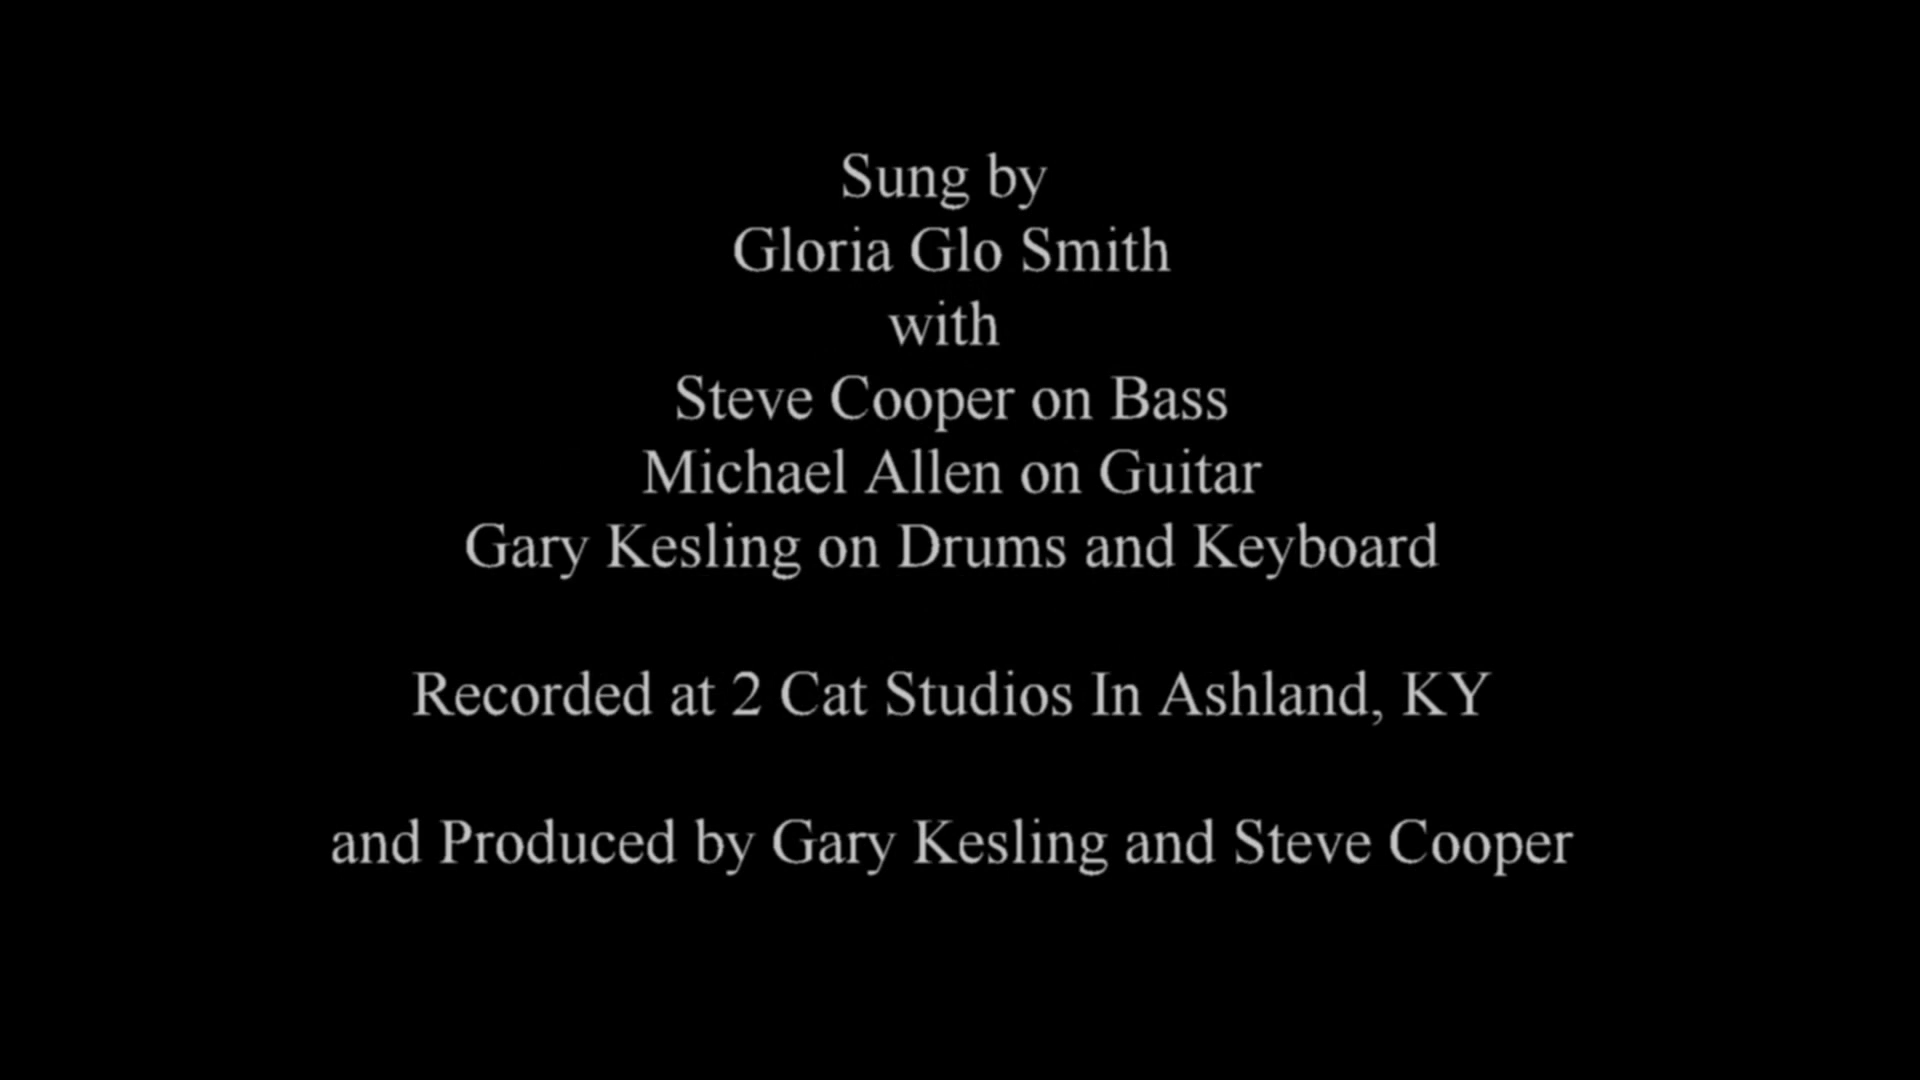 Sung by
Gloria Glo Smith
with
Steve Cooper on Bass
Michael Allen on Guitar
Gary Kesling on Drums and Keyboard
Recorded at 2 Cat Studios In Ashland, KY
and Produced by Gary Kesling and Steve Cooper